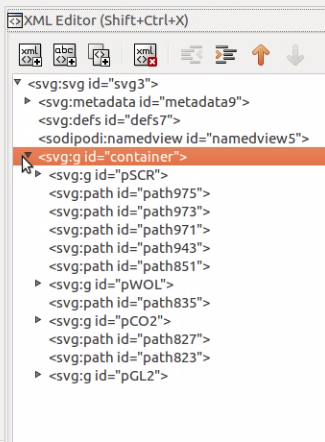 XML Editor (Shift+Ctrl+X)
xml abc xml
<svg:svg id="svg3">
<svg:metadata id="metadata9">
<svg:defs id="defs7">
<sodipodi:namedview id="namedview5">
<svg:g id="container">
<svg:g id="pSCR">
<svg:path id="path975">
<svg:path id="path973">
<svg:path id="path971">
<svg:path id="path943">
<svg:path id="path851">
<svg:g id="pWOL">
<svg:path id="path835">
<svg:g id="pCO2">
<svg:path id="path827">
<svg:path id="path823">
<svg:g id="pGL2">